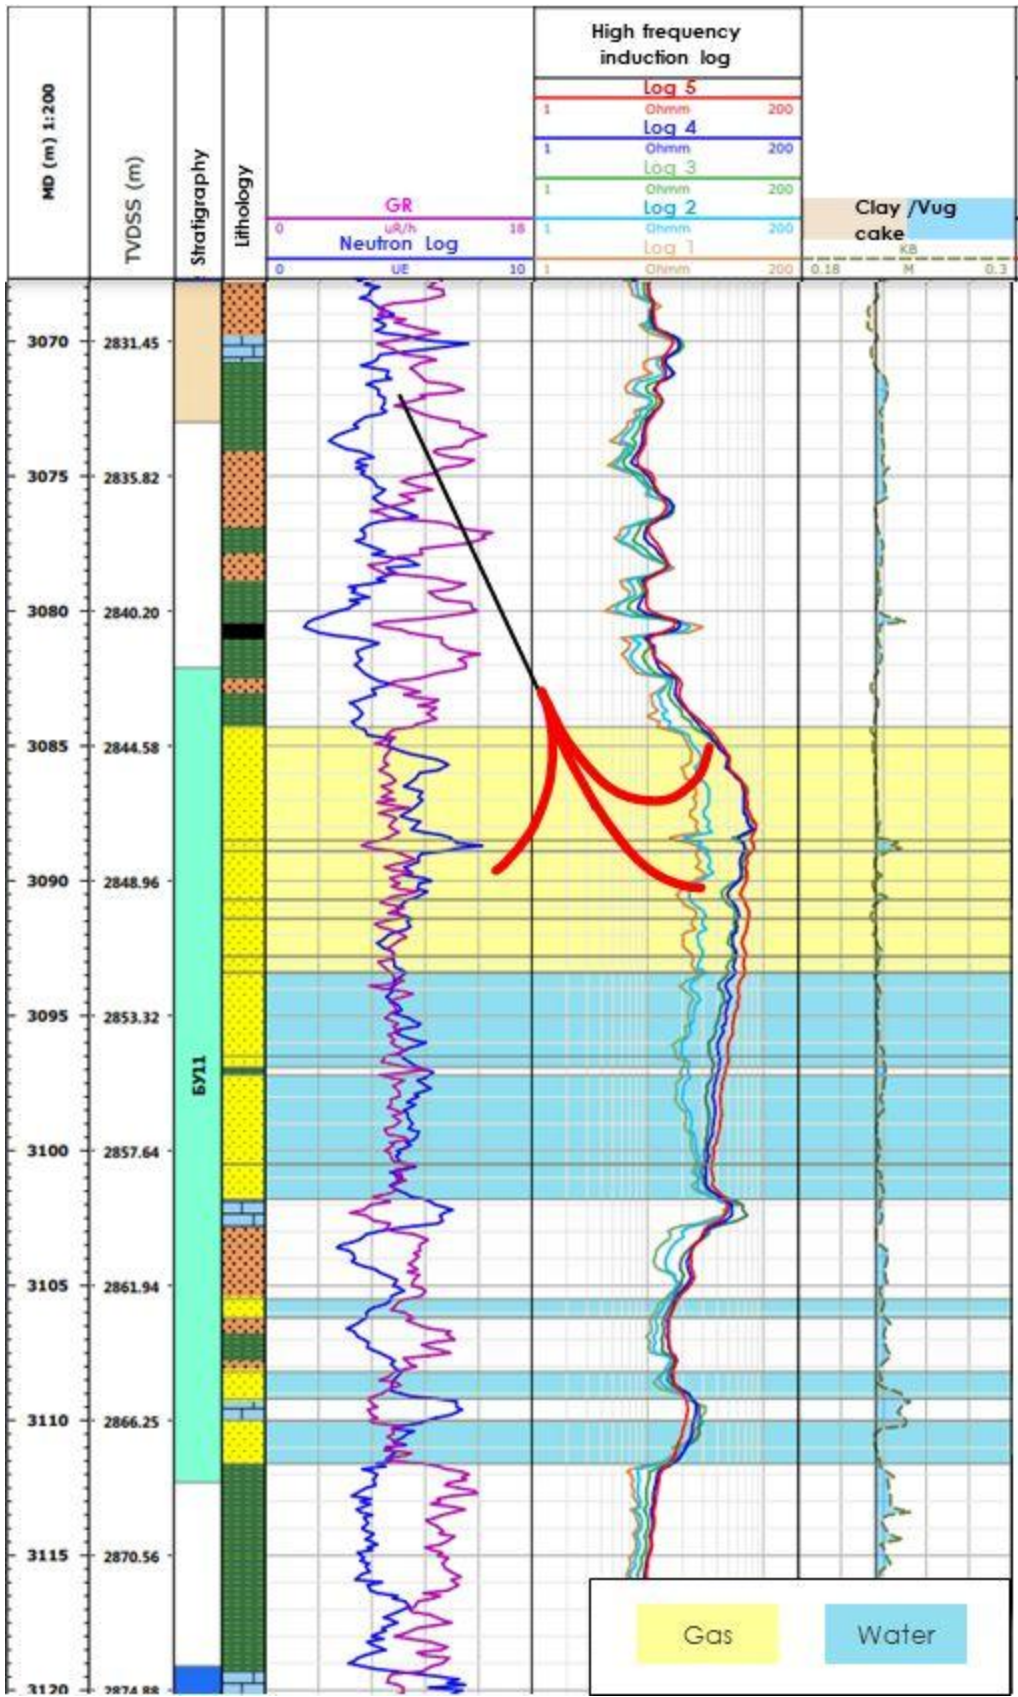 MD (m) 1:200
TVDSS (m)
Stratigraphy
Lithology
GR
0 uR/h 18
Neutron Log
0 UE 10
High frequency
induction log
Log 5
1 Ohmm 200
Log 4
1 Ohmm 200
Log 3
1 Ohmm 200
Log 2
1 Ohmm 200
Log 1
1 Ohmm 200
Clay /Vug
cake
КВ
0.18 М 0.3
3070 2831.45
3075 2835.82
3080 2840.20
3085 2844.58
3090 2848.96
3095 2853.32
БУ11
3100 2857.64
3105 2861.94
3110 2866.25
3115 2870.56
3120 2874.88
Gas
Water